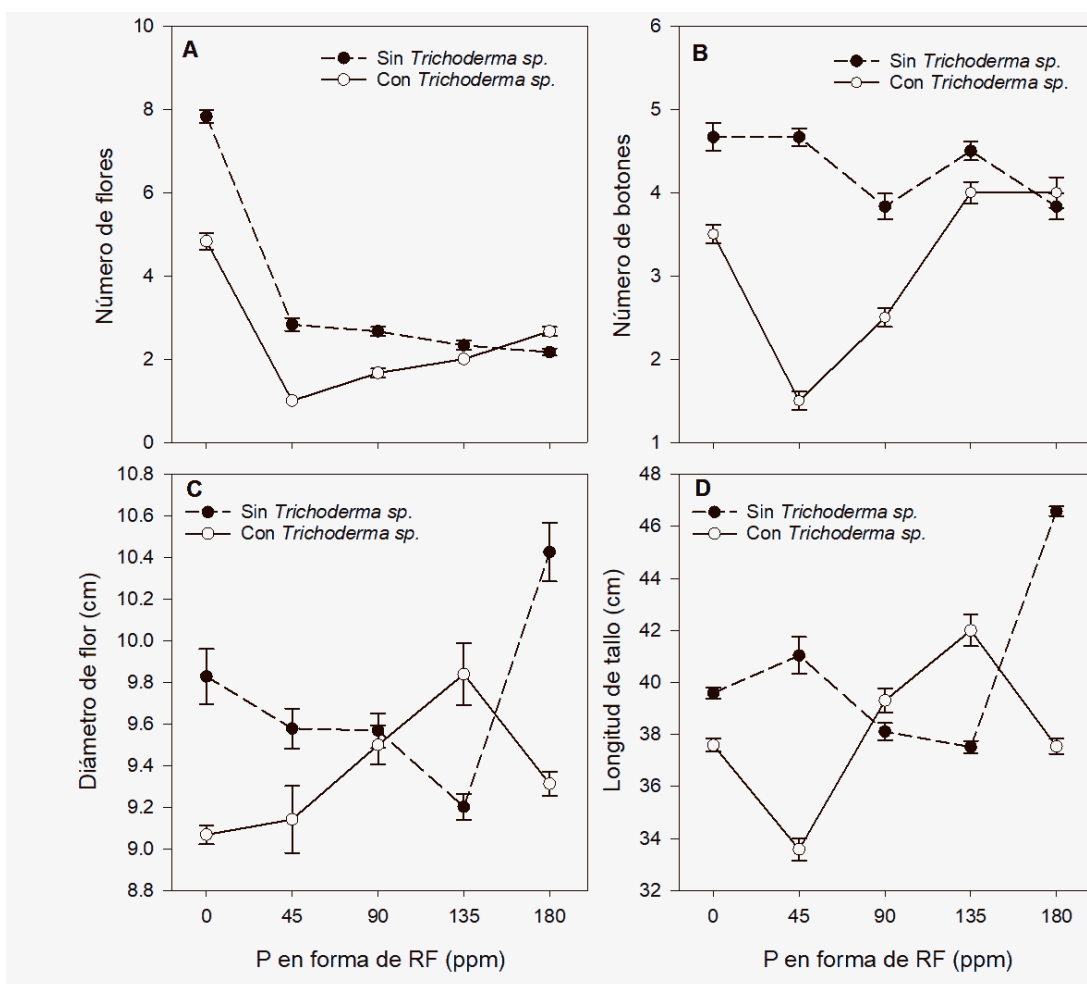 A
Sin Trichoderma sp.
Con Trichoderma sp.
Número de flores
10
8
6
4
2
0
B
Sin Trichoderma sp.
Con Trichoderma sp.
Número de botones
6
5
4
3
2
1
C
Sin Trichoderma sp.
Con Trichoderma sp.
Diámetro de flor (cm)
10.8
10.6
10.4
10.2
10.0
9.8
9.6
9.4
9.2
9.0
8.8
0 45 90 135 180
P en forma de RF (ppm)
D
Sin Trichoderma sp.
Con Trichoderma sp.
Longitud de tallo (cm)
48
46
44
42
40
38
36
34
32
0 45 90 135 180
P en forma de RF (ppm)